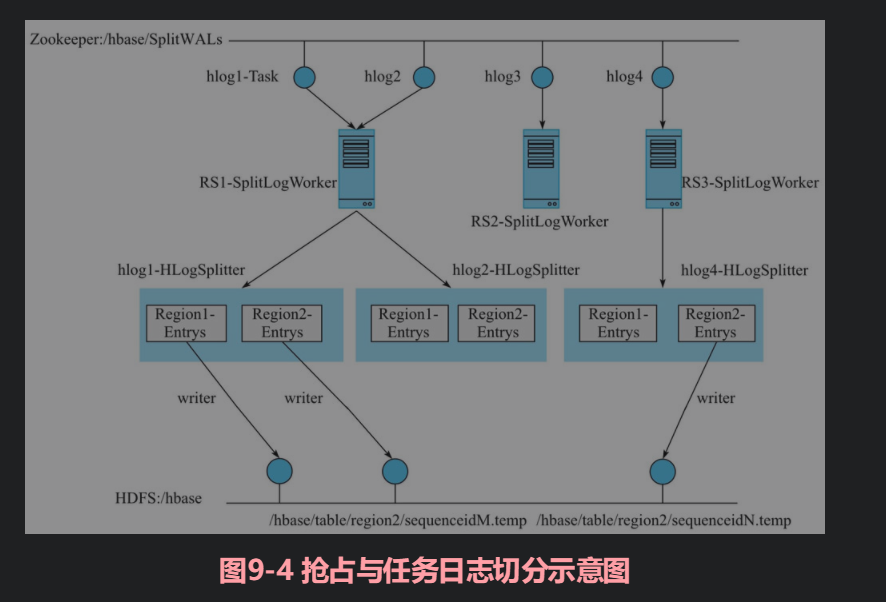 Zookeeper:/hbase/SplitWALs
hlog1-Task
hlog2
hlog3
hlog4
RS1-SplitLogWorker
RS3-SplitLogWorker
RS2-SplitLogWorker
hlog1-HLogSplitter
hlog2-HLogSplitter
hlog4-HLogSplitter
Region1-
Entrys
Region2-
Entrys
Region1-
Entrys
Region2-
Entrys
Region1-
Entrys
Region2-
Entrys
writer
writer
writer
HDFS:/hbase
/hbase/table/region2/sequenceidM.temp
/hbase/table/region2/sequenceidN.temp
图9-4 抢占与任务日志切分示意图